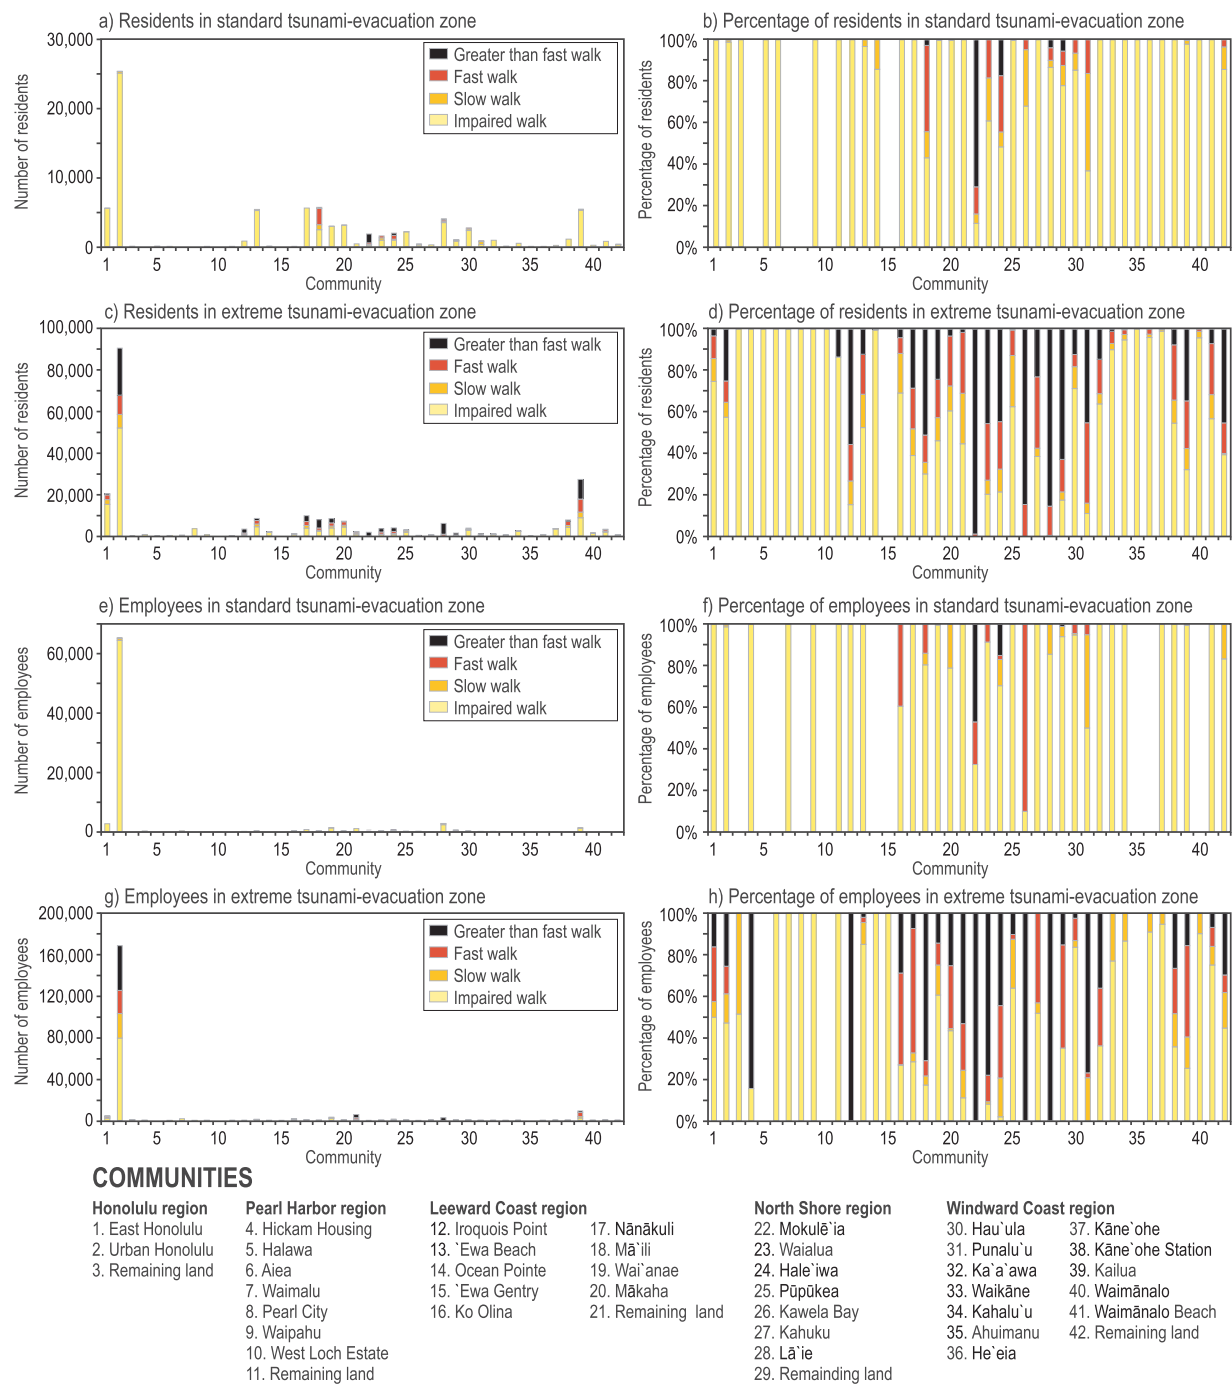 a) Residents in standard tsunami-evacuation zone
Number of residents
30,000
20,000
10,000
0
Greater than fast walk
Fast walk
Slow walk
Impaired walk
1 5 10 15 20 25 30 35 40
Community
b) Percentage of residents in standard tsunami-evacuation zone
Percentage of residents
100%
80%
60%
40%
20%
0%
1 5 10 15 20 25 30 35 40
Community
c) Residents in extreme tsunami-evacuation zone
Number of residents
100,000
80,000
60,000
40,000
20,000
0
Greater than fast walk
Fast walk
Slow walk
Impaired walk
1 5 10 15 20 25 30 35 40
Community
d) Percentage of residents in extreme tsunami-evacuation zone
Percentage of residents
100%
80%
60%
40%
20%
0%
1 5 10 15 20 25 30 35 40
Community
e) Employees in standard tsunami-evacuation zone
Number of employees
60,000
40,000
20,000
0
Greater than fast walk
Fast walk
Slow walk
Impaired walk
1 5 10 15 20 25 30 35 40
Community
f) Percentage of employees in standard tsunami-evacuation zone
Percentage of employees
100%
80%
60%
40%
20%
0%
1 5 10 15 20 25 30 35 40
Community
g) Employees in extreme tsunami-evacuation zone
Number of employees
200,000
160,000
120,000
80,000
40,000
0
Greater than fast walk
Fast walk
Slow walk
Impaired walk
1 5 10 15 20 25 30 35 40
Community
h) Percentage of employees in extreme tsunami-evacuation zone
Percentage of employees
100%
80%
60%
40%
20%
0%
1 5 10 15 20 25 30 35 40
Community
COMMUNITIES
Honolulu region
1. East Honolulu
2. Urban Honolulu
3. Remaining land
Pearl Harbor region
4. Hickam Housing
5. Halawa
6. Aiea
7. Waimalu
8. Pearl City
9. Waipahu
10. West Loch Estate
11. Remaining land
Leeward Coast region
12. Iroquois Point
13. `Ewa Beach
14. Ocean Pointe
15. `Ewa Gentry
16. Ko Olina
17. Nānākuli
18. Mā`ili
19. Wai`anae
20. Mākaha
21. Remaining land
North Shore region
22. Mokulē`ia
23. Waialua
24. Hale`iwa
25. Pūpūkea
26. Kawela Bay
27. Kahuku
28. Lā`ie
29. Remainding land
Windward Coast region
30. Hau`ula
31. Punalu`u
32. Ka`a`awa
33. Waikāne
34. Kahalu`u
35. Ahuimanu
36. He`eia
37. Kāne`ohe
38. Kāne`ohe Station
39. Kailua
40. Waimānalo
41. Waimānalo Beach
42. Remaining land